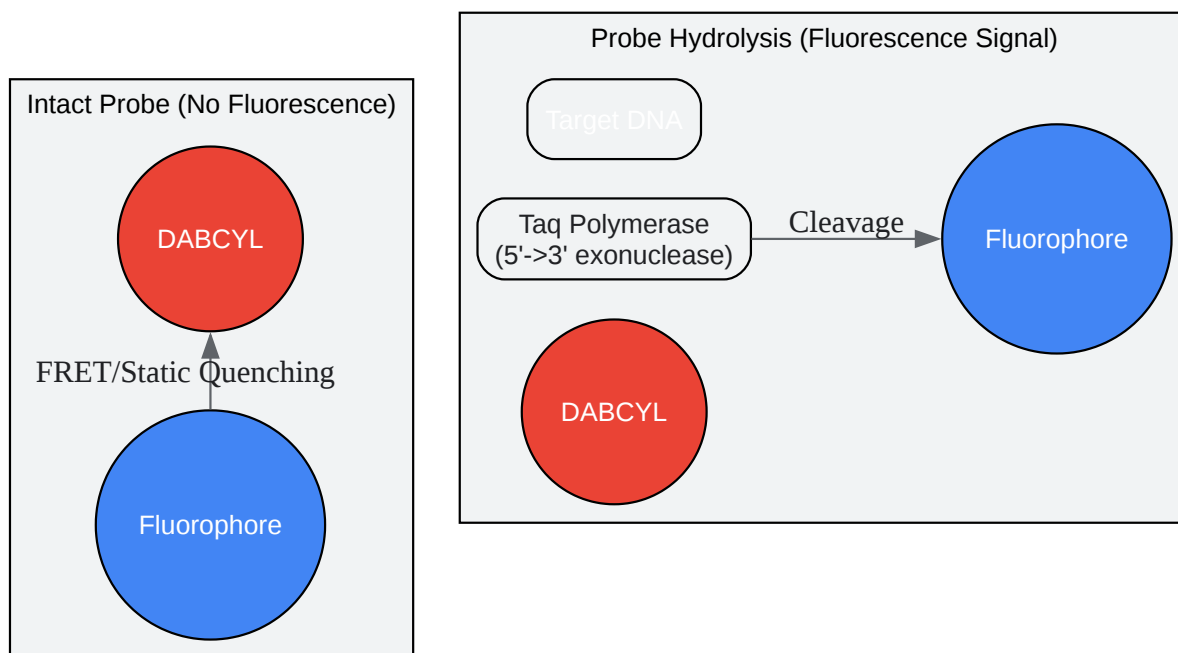 Intact Probe (No Fluorescence)
DABCYL
FRET/Static Quenching
Fluorophore
Probe Hydrolysis (Fluorescence Signal)
Target DNA
Taq Polymerase
(5'->3' exonuclease)
Cleavage
Fluorophore
DABCYL